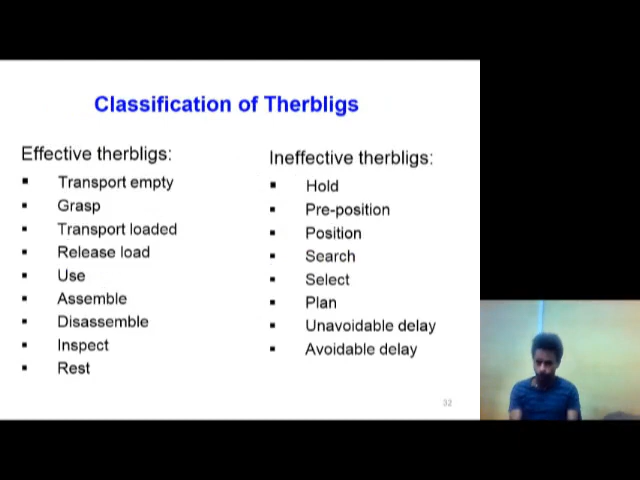 Classification of Therbligs
Effective therbligs:
▪ Transport empty
▪ Grasp
▪ Transport loaded
▪ Release load
▪ Use
▪ Assemble
▪ Disassemble
▪ Inspect
▪ Rest
Ineffective therbligs:
▪ Hold
▪ Pre-position
▪ Position
▪ Search
▪ Select
▪ Plan
▪ Unavoidable delay
▪ Avoidable delay
32